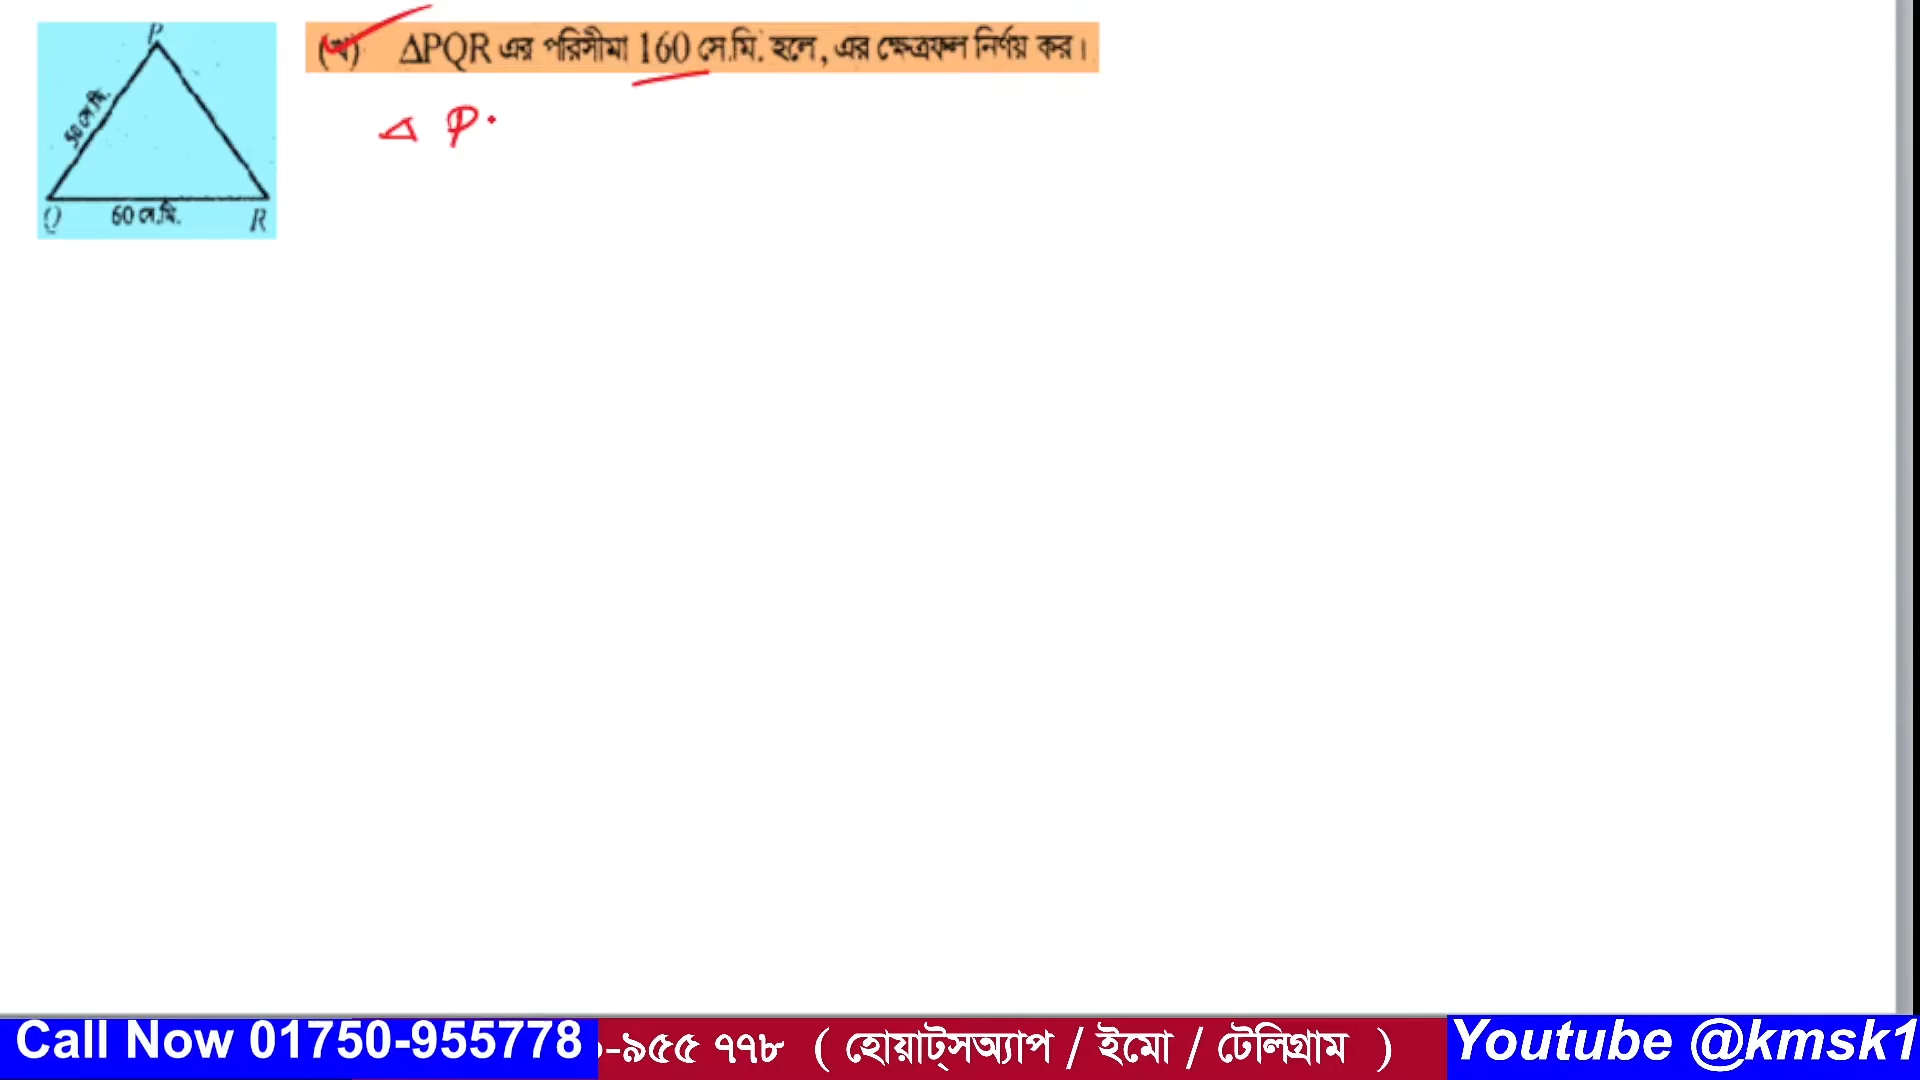 P
50 সে.মি.
Q 60 সে.মি. R
(খ) ΔPQR এর পরিসীমা 160 সে.মি. হলে, এর ক্ষেত্রফল নির্ণয় কর।
Δ P
Call Now 01750-955778 -৯৫৫ ৭৭৮ ( হোয়াট্সঅ্যাপ / ইমো / টেলিগ্রাম ) Youtube @kmsk1